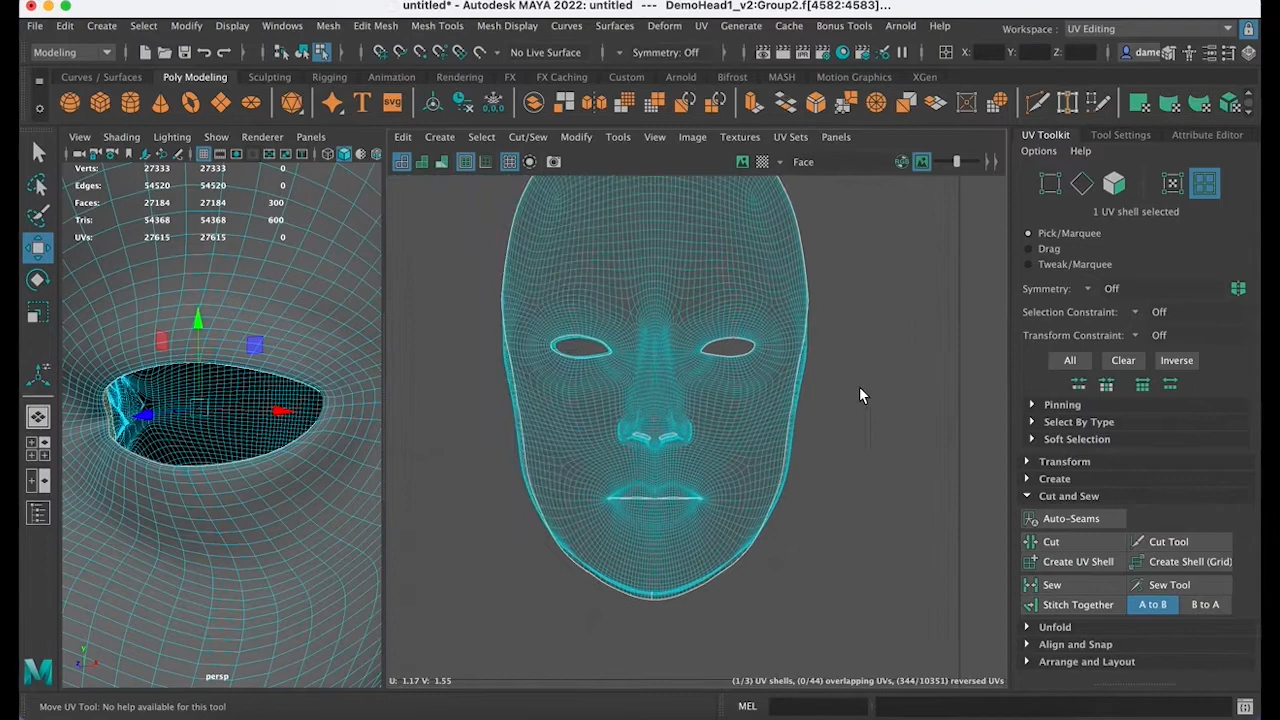 untitled* - Autodesk MAYA 2022: untitled --- DemoHead1_v2:Group2.f[4582:4583]...
File Edit Create Select Modify Display Windows Mesh Edit Mesh Mesh Tools Mesh Display Curves Surfaces Deform UV Generate Cache Bonus Tools Arnold Help Workspace : UV Editing
Modeling No Live Surface Symmetry: Off X: Y: Z: dame
Curves / Surfaces Poly Modeling Sculpting Rigging Animation Rendering FX FX Caching Custom Arnold Bifrost MASH Motion Graphics XGen
T svg 0,0,0
View Shading Lighting Show Renderer Panels
Edit Create Select Cut/Sew Modify Tools View Image Textures UV Sets Panels
Face
Verts: 27333 27333 0
Edges: 54520 54520 0
Faces: 27184 27184 300
Tris: 54368 54368 600
UVs: 27615 27615 0
persp
U: 1.17 V: 1.55 (1/3) UV shells, (0/44) overlapping UVs, (344/10351) reversed UVs,
UV Toolkit Tool Settings Attribute Editor
Options Help
1 UV shell selected
Pick/Marquee
Drag
Tweak/Marquee
Symmetry: Off
Selection Constraint: Off
Transform Constraint: Off
All Clear Inverse
Pinning
Select By Type
Soft Selection
Transform
Create
Cut and Sew
Auto-Seams
Cut Cut Tool
Create UV Shell Create Shell (Grid)
Sew Sew Tool
Stitch Together A to B B to A
Unfold
Align and Snap
Arrange and Layout
Move UV Tool: No help available for this tool MEL